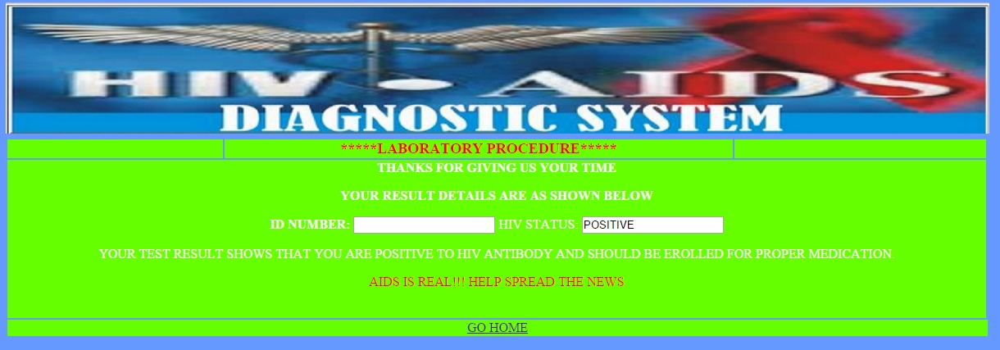 HIV • AIDS
DIAGNOSTIC SYSTEM
*****LABORATORY PROCEDURE*****
THANKS FOR GIVING US YOUR TIME
YOUR RESULT DETAILS ARE AS SHOWN BELOW
ID NUMBER: HIV STATUS: POSITIVE
YOUR TEST RESULT SHOWS THAT YOU ARE POSITIVE TO HIV ANTIBODY AND SHOULD BE EROLLED FOR PROPER MEDICATION.
AIDS IS REAL!!! HELP SPREAD THE NEWS
GO HOME